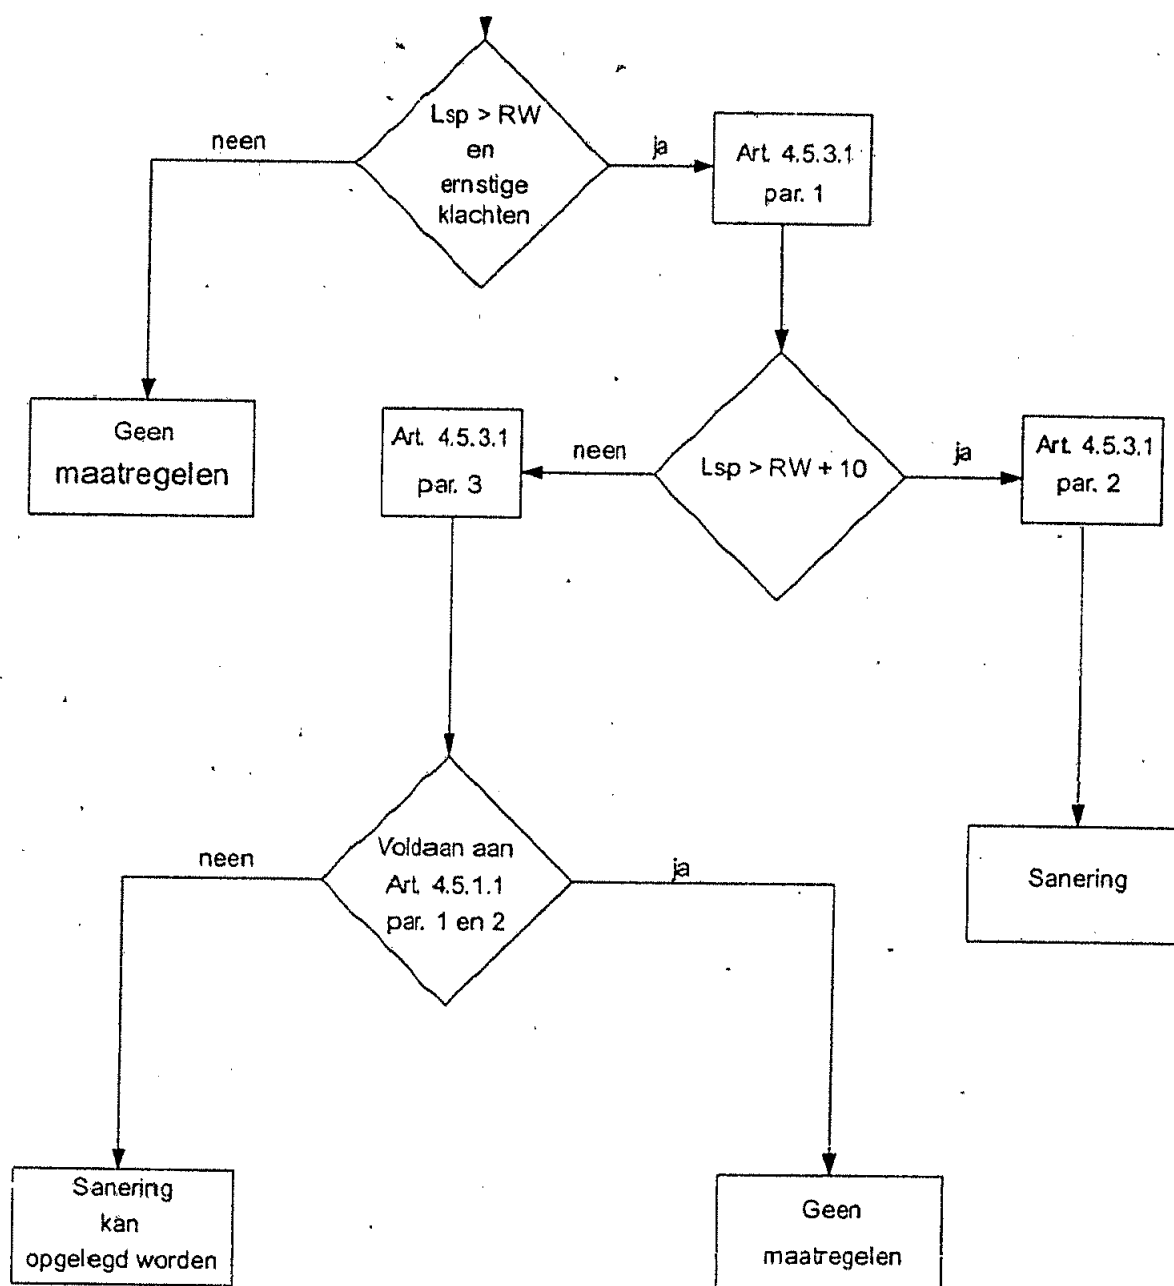 Lsp > RW
en
ernstige
klachten
neen
ja
Art. 4.5.3.1
par. 1
Geen
maatregelen
Art. 4.5.3.1
par. 3
neen
Lsp > RW + 10
ja
Art. 4.5.3.1
par. 2
neen
Voldaan aan
Art. 4.5.1.1
par. 1 en 2
ja
Sanering
Sanering
kan
opgelegd worden
Geen
maatregelen